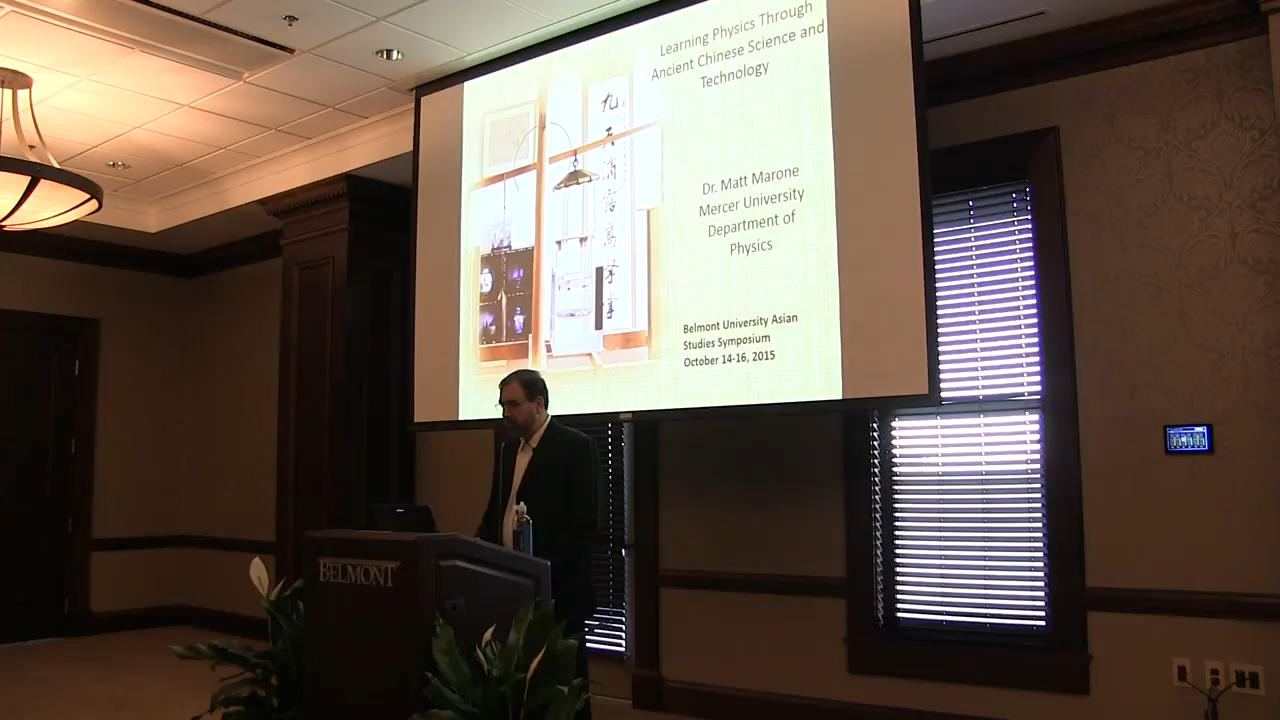 Learning Physics Through
Ancient Chinese Science and
Technology
Dr. Matt Marone
Mercer University
Department of
Physics
Belmont University Asian
Studies Symposium
October 14-16, 2015
BELMONT